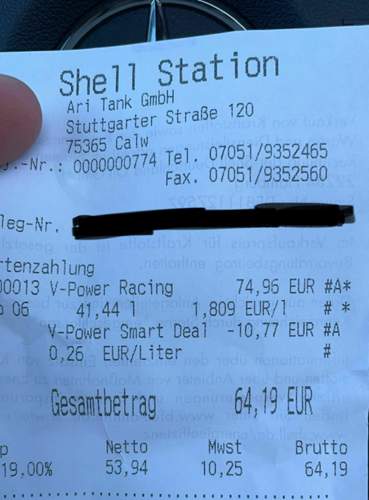 Shell Station
Ari Tank GmbH
Stuttgarter Straße 120
75365 Calw
.-Nr.: 0000000774 Tel. 07051/9352465
Fax. 07051/9352560
leg-Nr.
rtenzahlung
00013 V-Power Racing 74,96 EUR #A*
06 41,44 l 1,809 EUR/l # *
V-Power Smart Deal -10,77 EUR #A
0,26 EUR/Liter #
Gesamtbetrag 64,19 EUR
Netto Mwst Brutto
19,00% 53,94 10,25 64,19